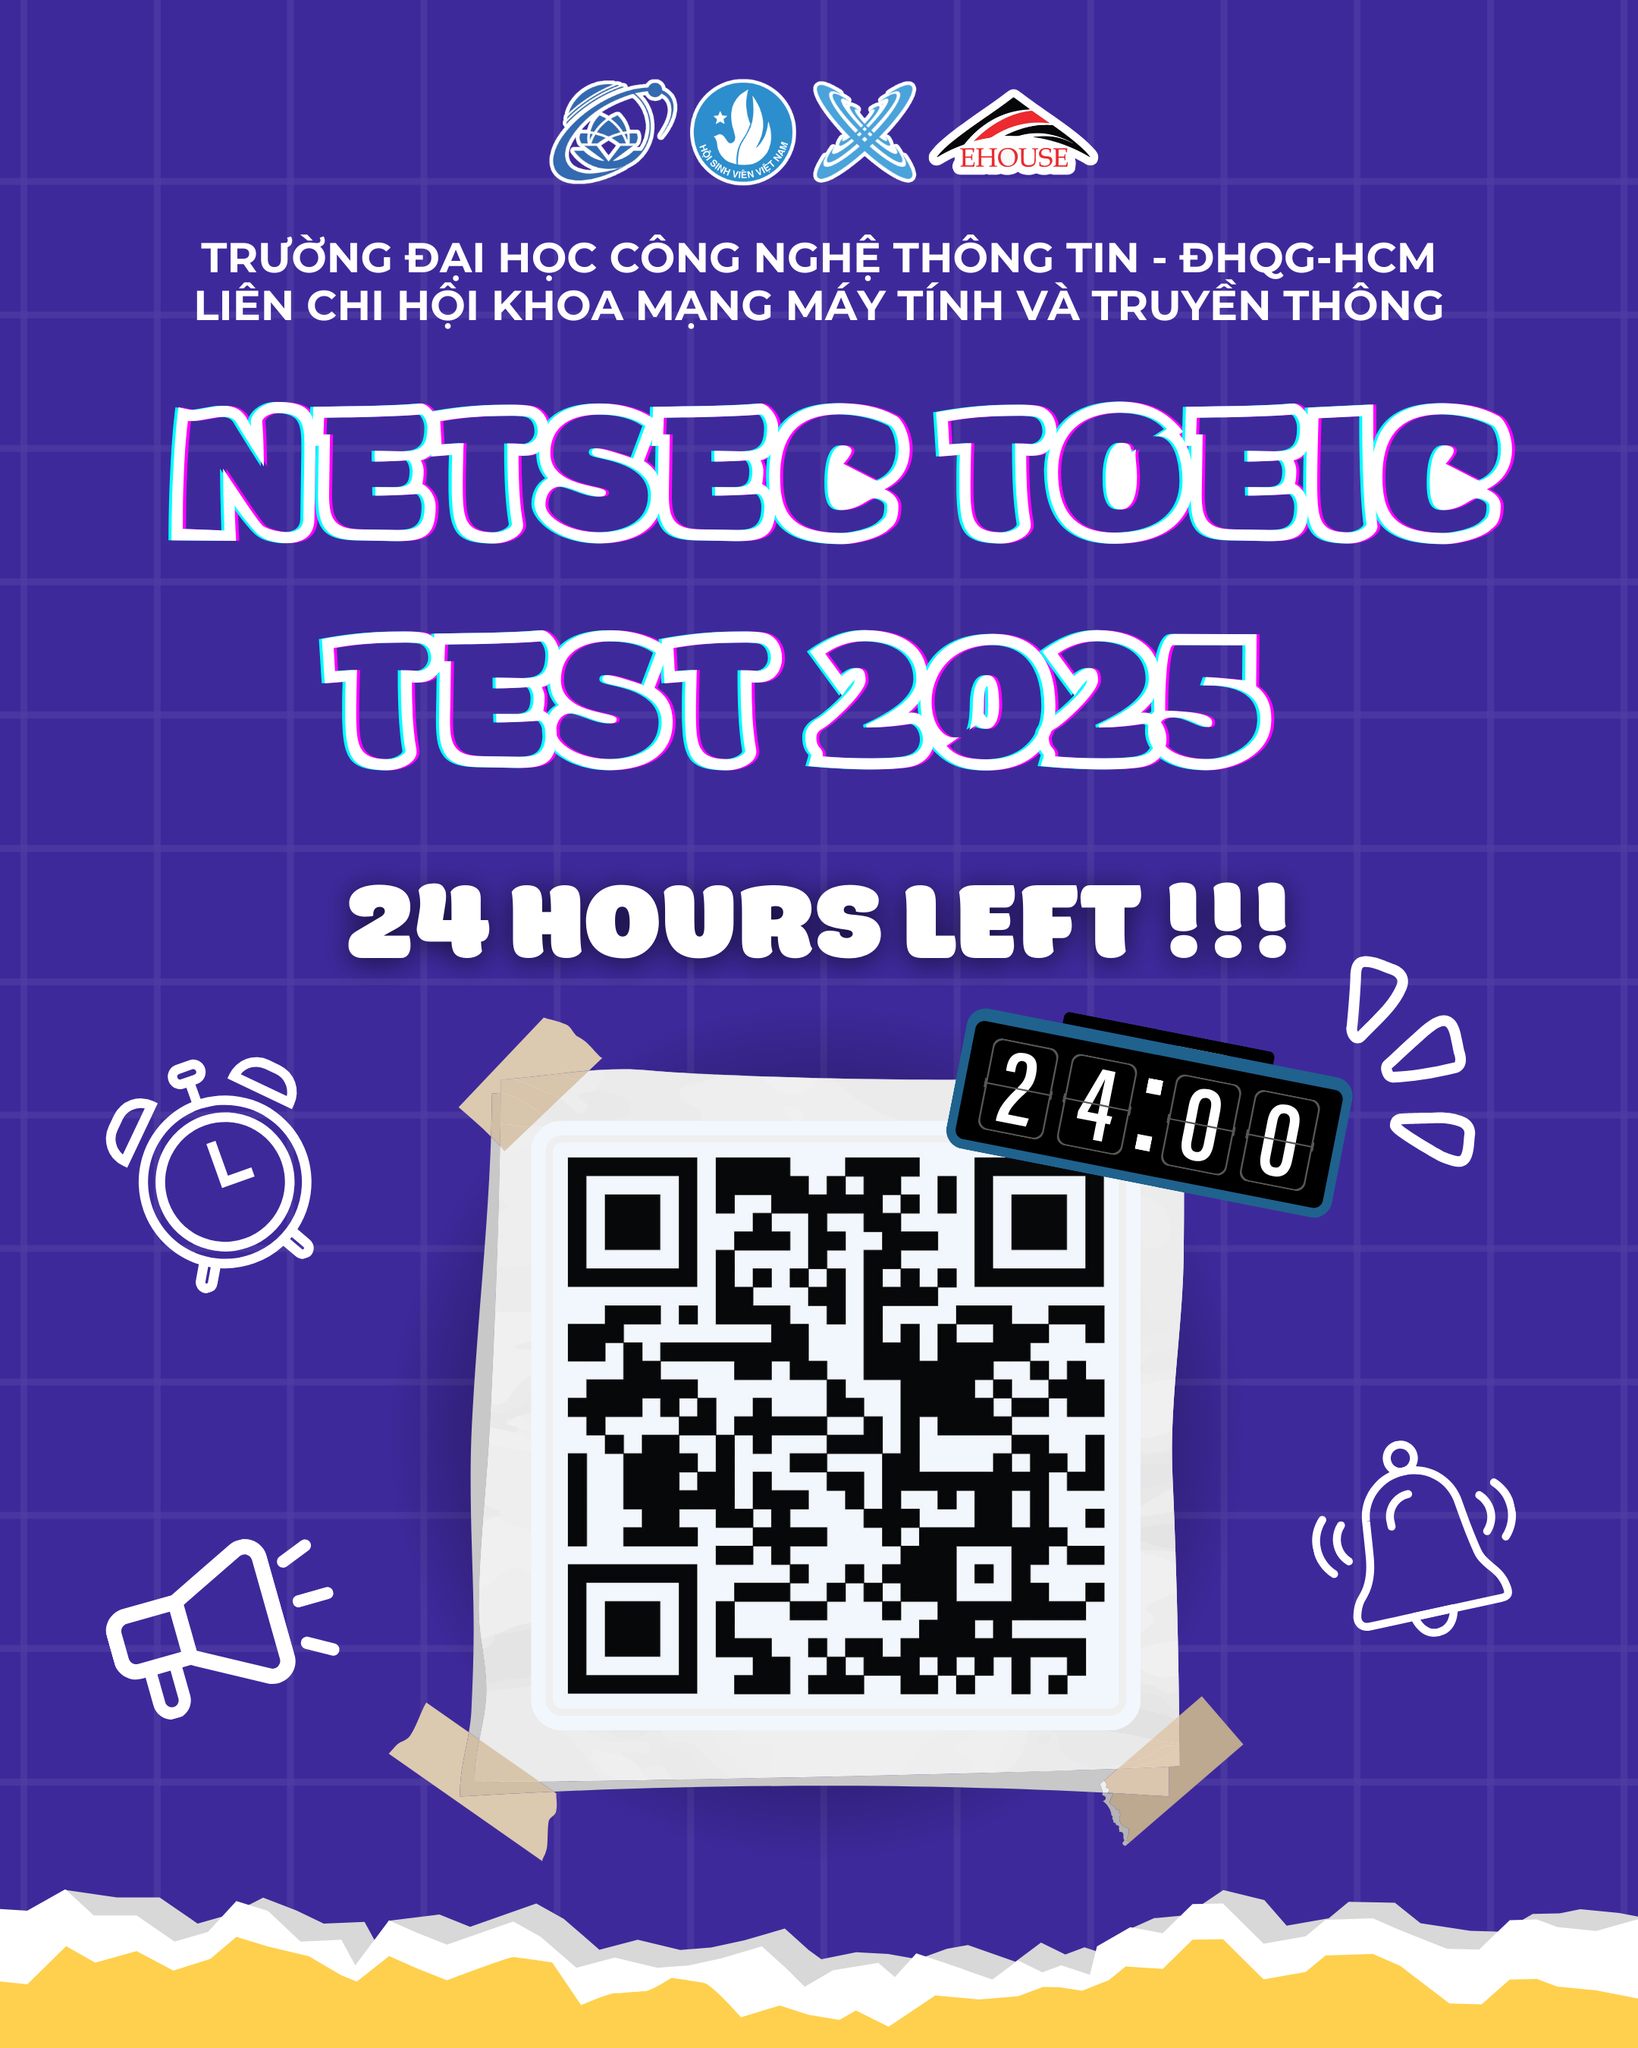 HỘI SINH VIÊN VIỆT NAM
EHOUSE
TRƯỜNG ĐẠI HỌC CÔNG NGHỆ THÔNG TIN - ĐHQG-HCM
LIÊN CHI HỘI KHOA MẠNG MÁY TÍNH VÀ TRUYỀN THÔNG
NETSEC TOEIC
TEST 2025
24 HOURS LEFT !!!
24:00